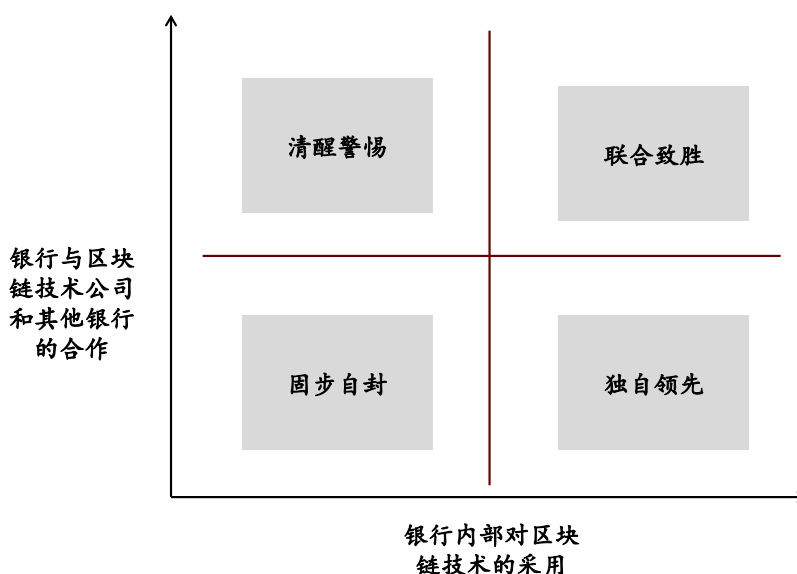 清醒警惕
联合致胜
银行与区块
链技术公司
和其他银行
的合作
固步自封
独自领先
银行内部对区块
链技术的采用